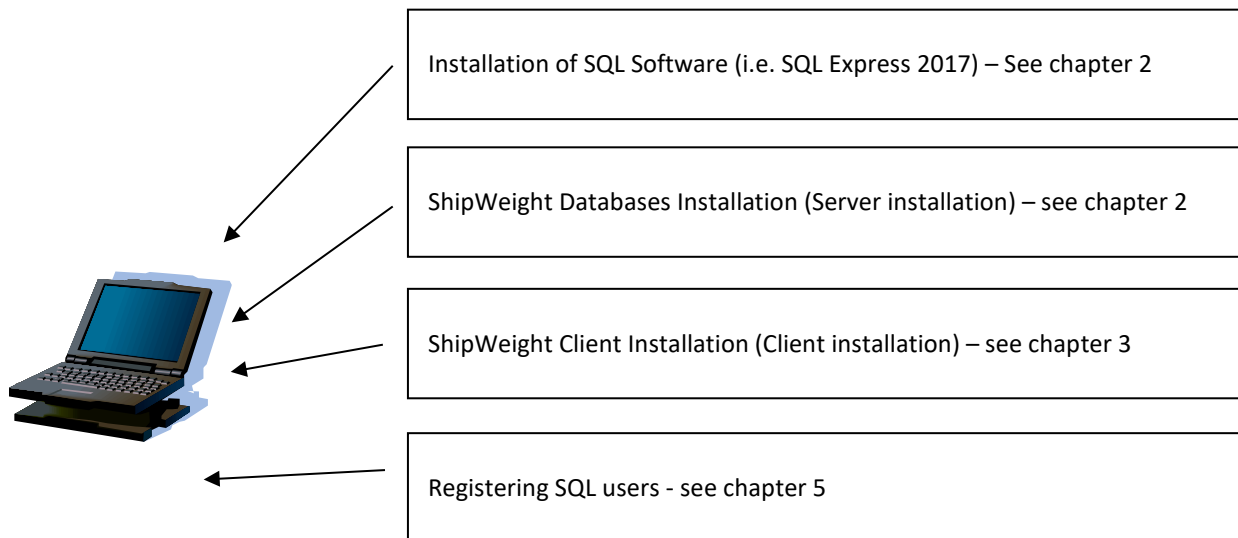 Installation of SQL Software (i.e. SQL Express 2017) – See chapter 2
ShipWeight Databases Installation (Server installation) – see chapter 2
ShipWeight Client Installation (Client installation) – see chapter 3
Registering SQL users - see chapter 5